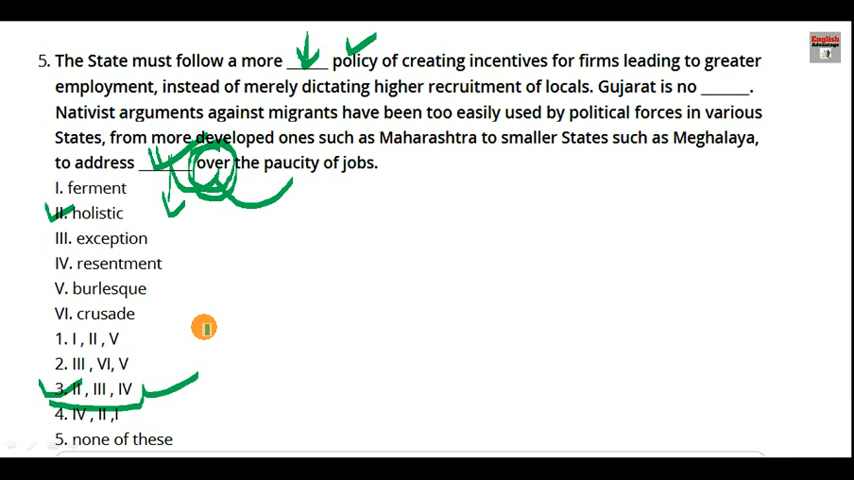 English
Advantage
5. The State must follow a more _____ policy of creating incentives for firms leading to greater
employment, instead of merely dictating higher recruitment of locals. Gujarat is no ______.
Nativist arguments against migrants have been too easily used by political forces in various
States, from more developed ones such as Maharashtra to smaller States such as Meghalaya,
to address ______ over the paucity of jobs.
I. ferment
II. holistic
III. exception
IV. resentment
V. burlesque
VI. crusade
1. I , II , V
2. III , VI, V
3. II , III , IV
4. IV , II ,I
5. none of these